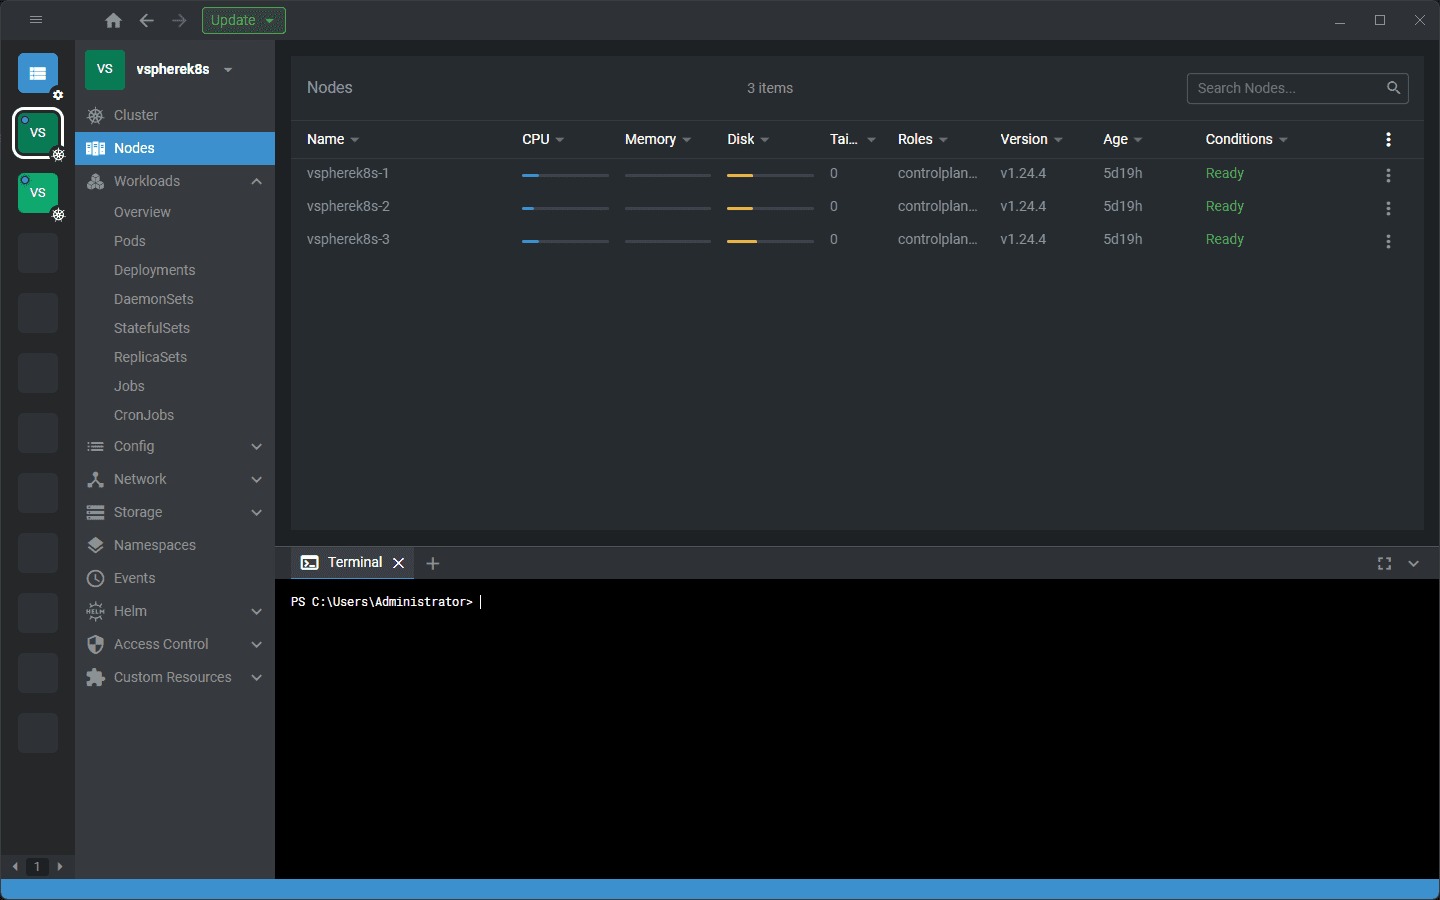 Update
VS
vspherek8s
Cluster
Nodes
Workloads
Overview
Pods
Deployments
DaemonSets
StatefulSets
ReplicaSets
Jobs
CronJobs
Config
Network
Storage
Namespaces
Events
HELM
Helm
Access Control
Custom Resources
VS
VS
1
Nodes
3 items
Search Nodes...
Name CPU Memory Disk Tai... Roles Version Age Conditions
vspherek8s-1 0 controlplan... v1.24.4 5d19h Ready
vspherek8s-2 0 controlplan... v1.24.4 5d19h Ready
vspherek8s-3 0 controlplan... v1.24.4 5d19h Ready
Terminal
PS C:\Users\Administrator>